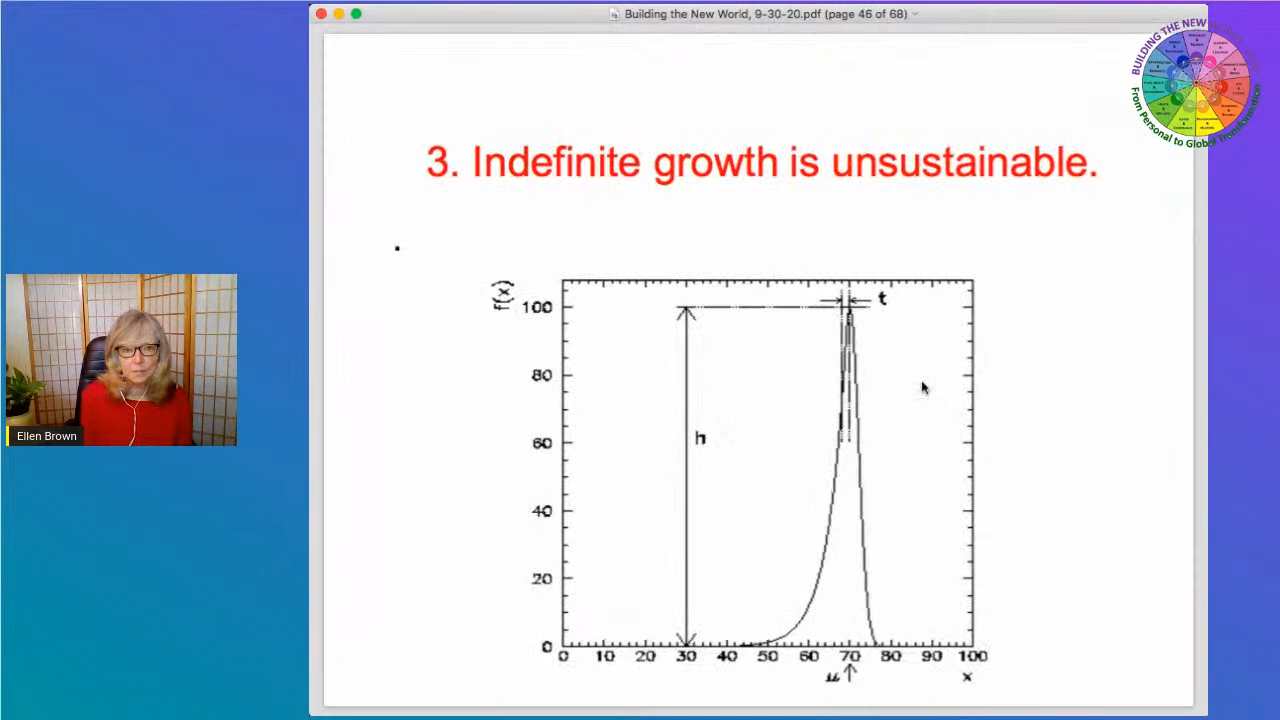 Building the New World, 9-30-20.pdf (page 46 of 68)
BUILDING THE NEW
From Personal to Global Transformation
3. Indefinite growth is unsustainable.
.
f(x)
t
100
80
h
60
40
20
0
0 10 20 30 40 50 60 70 80 90 100
μ
x
Ellen Brown